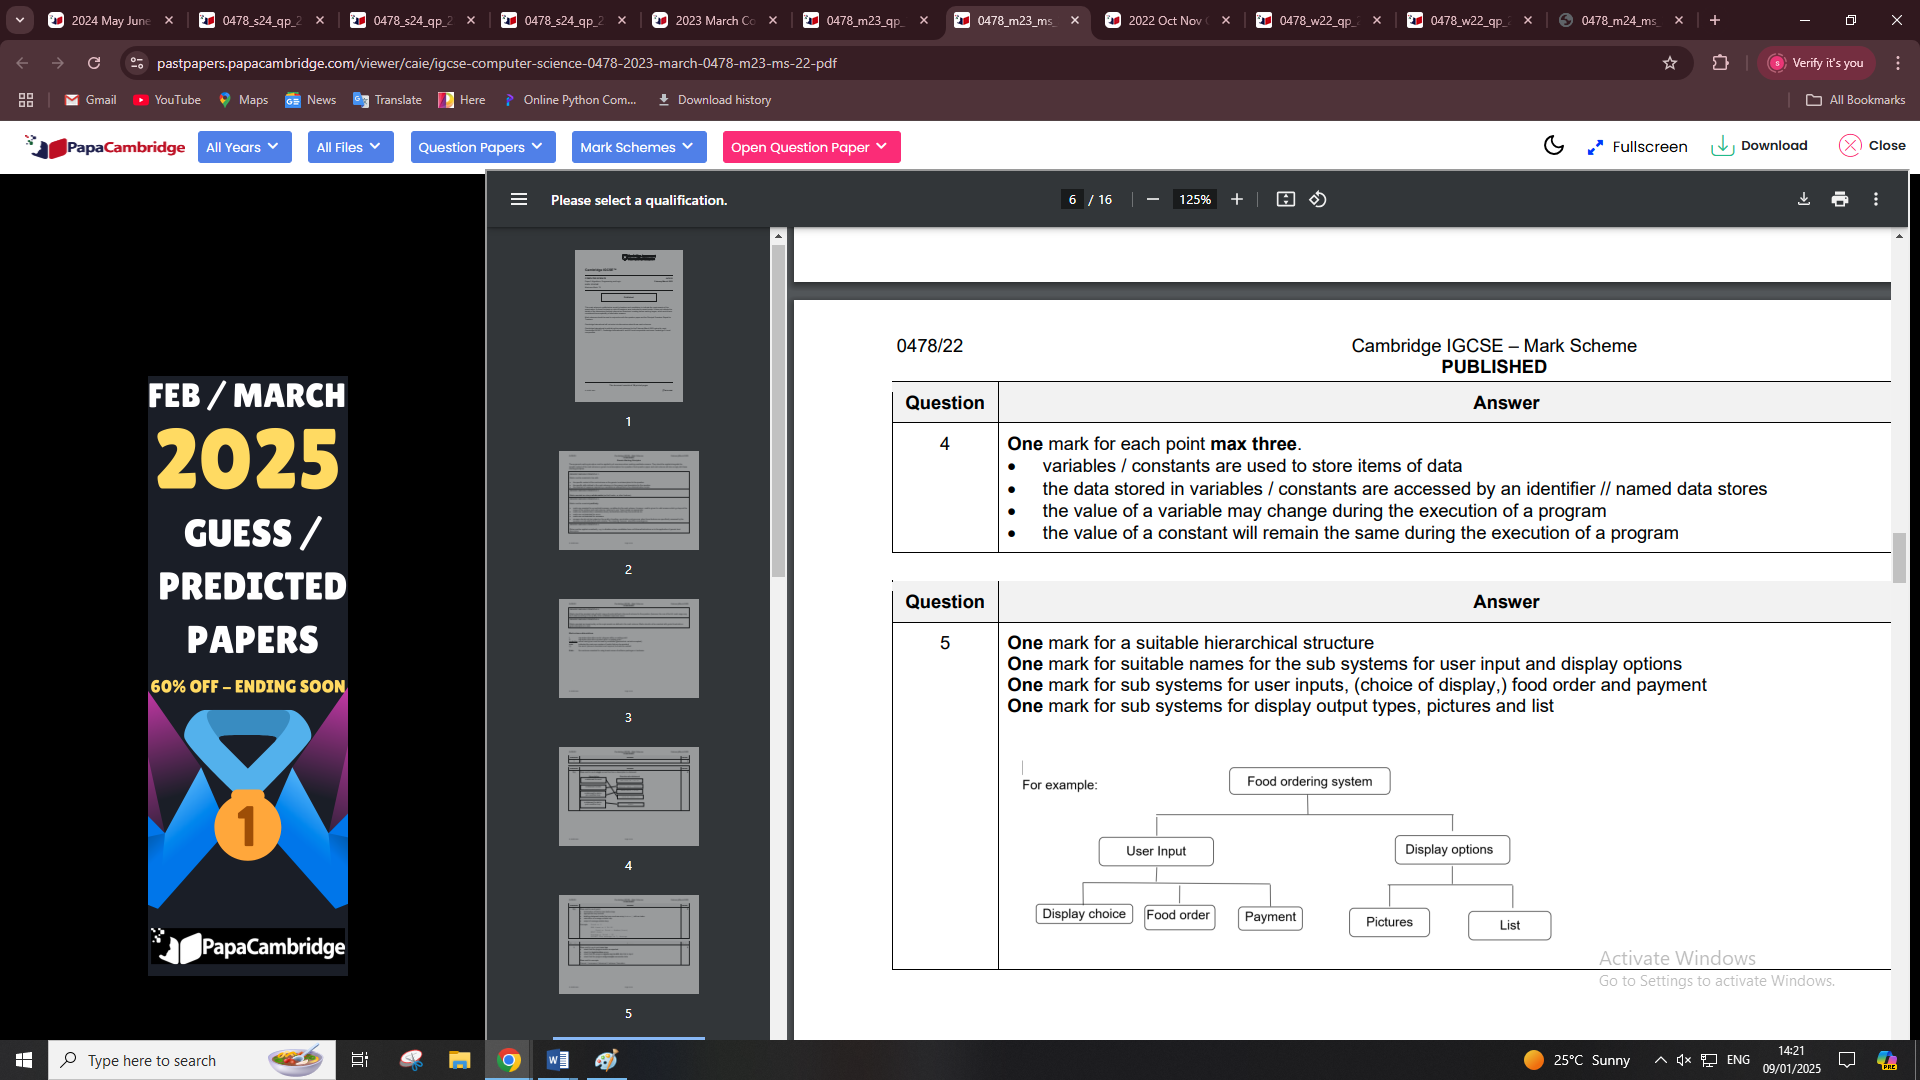 2024 May June
0478_s24_qp_2
0478_s24_qp_2
0478_s24_qp_2
2023 March Co
0478_m23_qp_
0478_m23_ms_
2022 Oct Nov
0478_w22_qp_
0478_w22_qp_
0478_m24_ms_
pastpapers.papacambridge.com/viewer/caie/igcse-computer-science-0478-2023-march-0478-m23-ms-22-pdf
Verify it's you
Gmail
YouTube
Maps
News
Translate
Here
Online Python Com...
Download history
All Bookmarks
PapaCambridge
All Years
All Files
Question Papers
Mark Schemes
Open Question Paper
Fullscreen
Download
Close
Please select a qualification.
6 / 16
125%
FEB / MARCH
2025
GUESS /
PREDICTED
PAPERS
60% OFF – ENDING SOON
1
PapaCambridge
1
2
3
4
5
0478/22
Cambridge IGCSE – Mark Scheme
PUBLISHED
Question Answer
4 One mark for each point max three.
• variables / constants are used to store items of data
• the data stored in variables / constants are accessed by an identifier // named data stores
• the value of a variable may change during the execution of a program
• the value of a constant will remain the same during the execution of a program
Question Answer
5 One mark for a suitable hierarchical structure
One mark for suitable names for the sub systems for user input and display options
One mark for sub systems for user inputs, (choice of display,) food order and payment
One mark for sub systems for display output types, pictures and list
For example:
Food ordering system
User Input
Display options
Display choice
Food order
Payment
Pictures
List
Activate Windows
Go to Settings to activate Windows.
Type here to search
25°C Sunny
ENG
14:21
09/01/2025